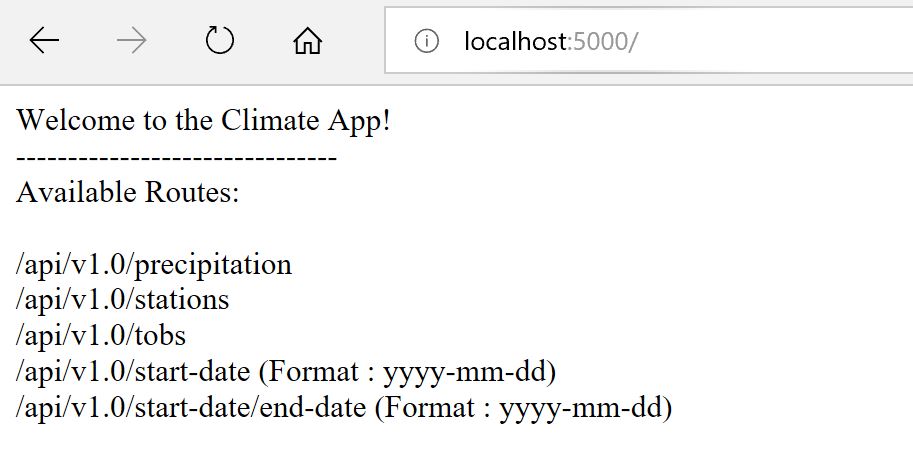 localhost:5000/
Welcome to the Climate App!
-------------------------------
Available Routes:
/api/v1.0/precipitation
/api/v1.0/stations
/api/v1.0/tobs
/api/v1.0/start-date (Format : yyyy-mm-dd)
/api/v1.0/start-date/end-date (Format : yyyy-mm-dd)